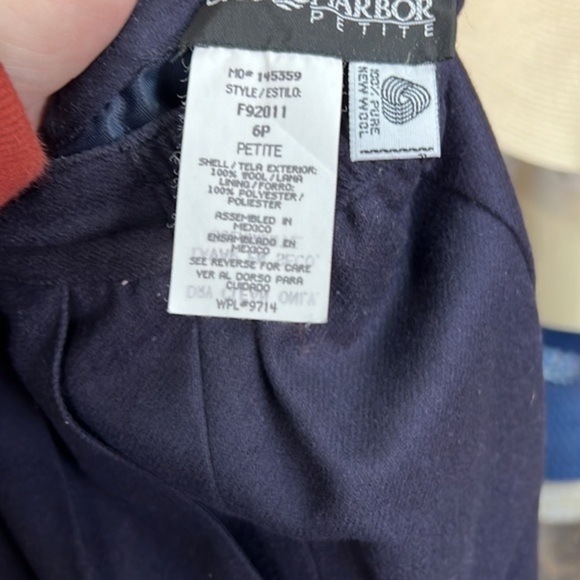 HARBOR
PETITE
MO# 145359
STYLE/ESTILO:
F92011
6P
PETITE
SHELL/TELA EXTERIOR:
100% WOOL/LANA
LINING/FORRO:
100% POLYESTER/
POLIESTER
ASSEMBLED IN
MEXICO
ENSAMBLADO EN
MEXICO
SEE REVERSE FOR CARE
VER AL DORSO PARA
CUIDADO
WPL#9714
100% PURE
NEW WOOL